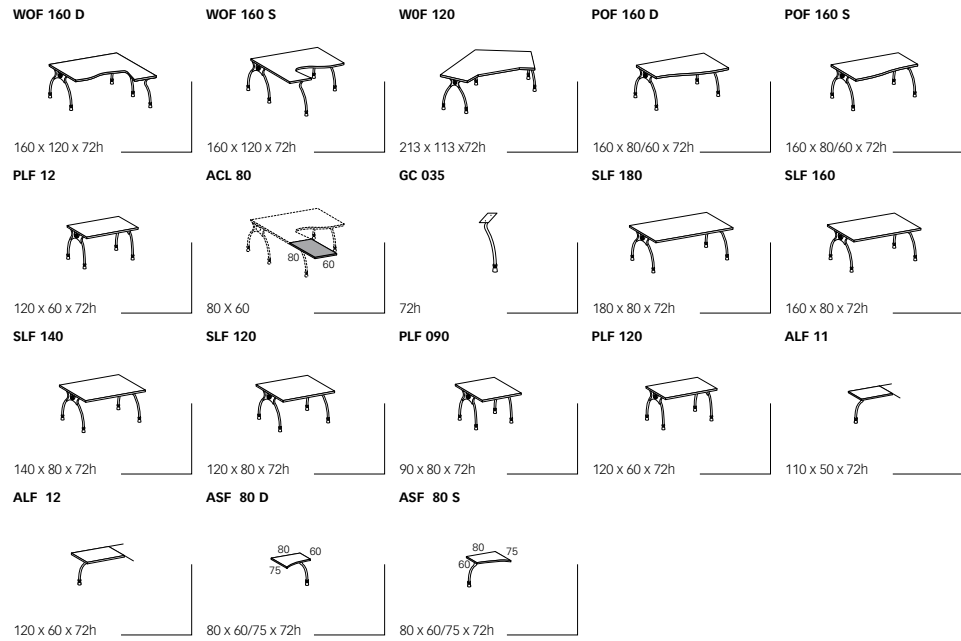 WOF 160 D
WOF 160 S
W0F 120
POF 160 D
POF 160 S
160 x 120 x 72h
160 x 120 x 72h
213 x 113 x72h
160 x 80/60 x 72h
160 x 80/60 x 72h
PLF 12
ACL 80
GC 035
SLF 180
SLF 160
80
60
120 x 60 x 72h
80 X 60
72h
180 x 80 x 72h
160 x 80 x 72h
SLF 140
SLF 120
PLF 090
PLF 120
ALF 11
140 x 80 x 72h
120 x 80 x 72h
90 x 80 x 72h
120 x 60 x 72h
110 x 50 x 72h
ALF 12
ASF 80 D
ASF 80 S
80
60
75
80
75
60
120 x 60 x 72h
80 x 60/75 x 72h
80 x 60/75 x 72h